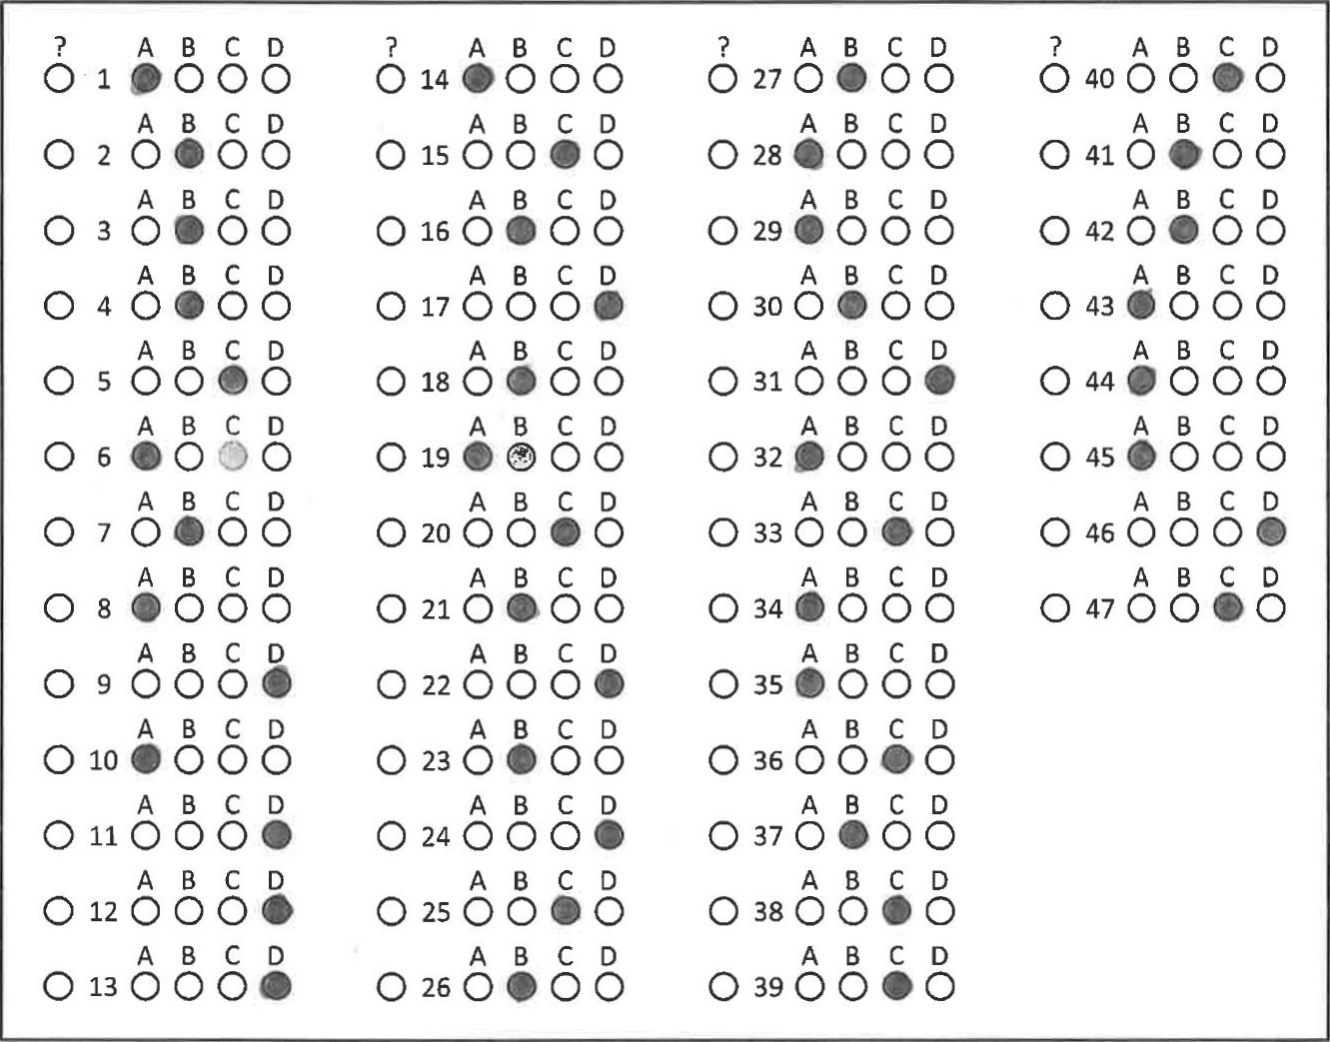 ? A B C D
1
A B C D
2
A B C D
3
A B C D
4
A B C D
5
A B C D
6
A B C D
7
A B C D
8
A B C D
9
A B C D
10
A B C D
11
A B C D
12
A B C D
13
? A B C D
14
A B C D
15
A B C D
16
A B C D
17
A B C D
18
A B C D
19
A B C D
20
A B C D
21
A B C D
22
A B C D
23
A B C D
24
A B C D
25
A B C D
26
? A B C D
27
A B C D
28
A B C D
29
A B C D
30
A B C D
31
A B C D
32
A B C D
33
A B C D
34
A B C D
35
A B C D
36
A B C D
37
A B C D
38
A B C D
39
? A B C D
40
A B C D
41
A B C D
42
A B C D
43
A B C D
44
A B C D
45
A B C D
46
A B C D
47